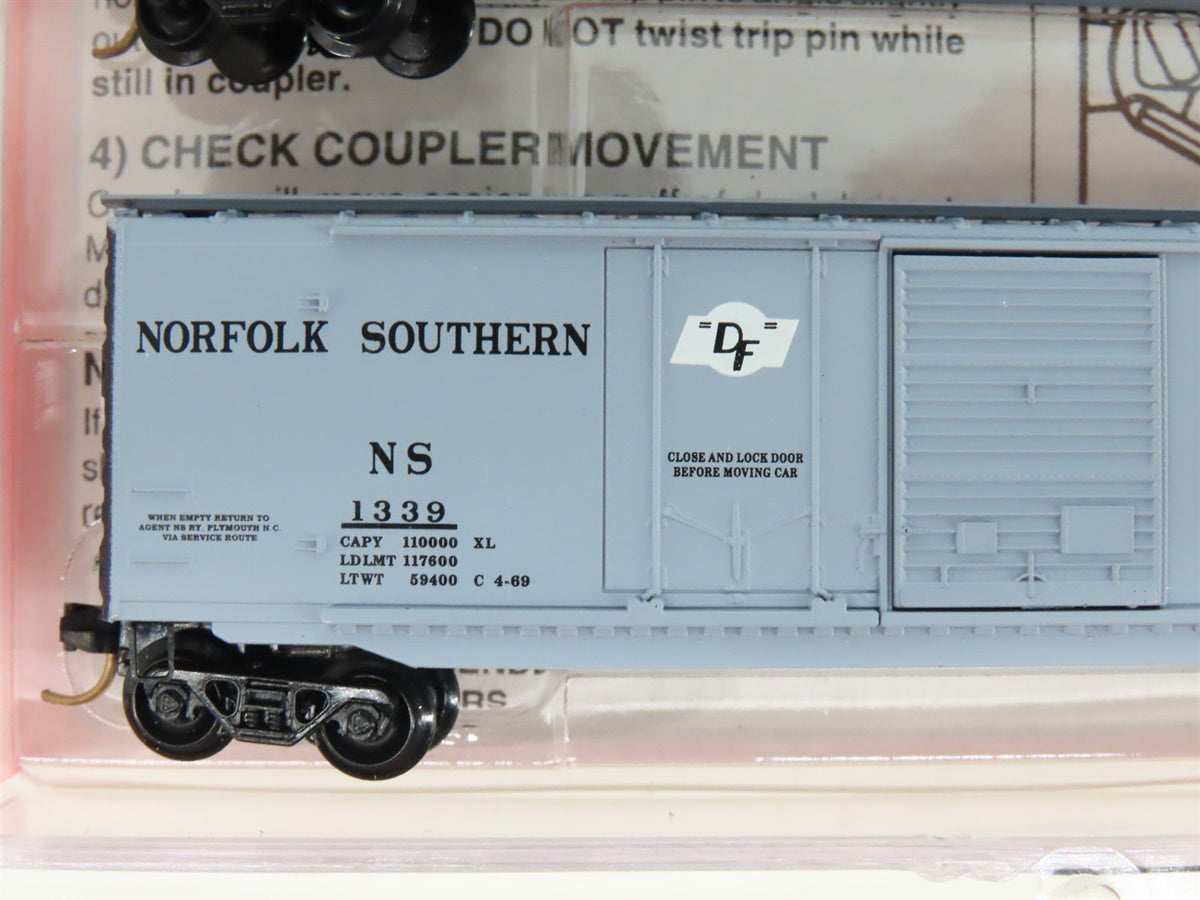 DO NOT twist trip pin while
still in coupler.
4) CHECK COUPLER MOVEMENT
NORFOLK SOUTHERN
= DF =
CLOSE AND LOCK DOOR
BEFORE MOVING CAR
NS
1339
WHEN EMPTY RETURN TO
AGENT NS RY. PLYMOUTH N C.
VIA SERVICE ROUTE
CAPY 110000 XL
LDLMT 117600
LTWT 59400 C 4-69